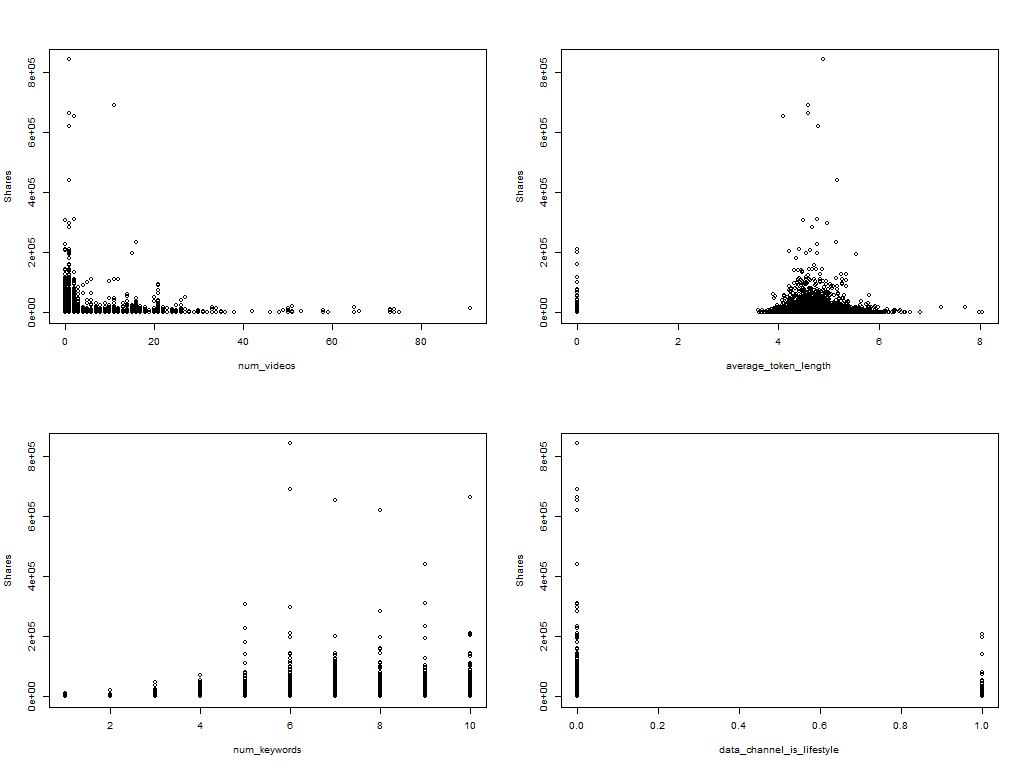 8e+05
6e+05
4e+05
2e+05
0e+00
Shares
0 20 40 60 80
num_videos
8e+05
6e+05
4e+05
2e+05
0e+00
Shares
0 2 4 6 8
average_token_length
8e+05
6e+05
4e+05
2e+05
0e+00
Shares
2 4 6 8 10
num_keywords
8e+05
6e+05
4e+05
2e+05
0e+00
Shares
0.0 0.2 0.4 0.6 0.8 1.0
data_channel_is_lifestyle